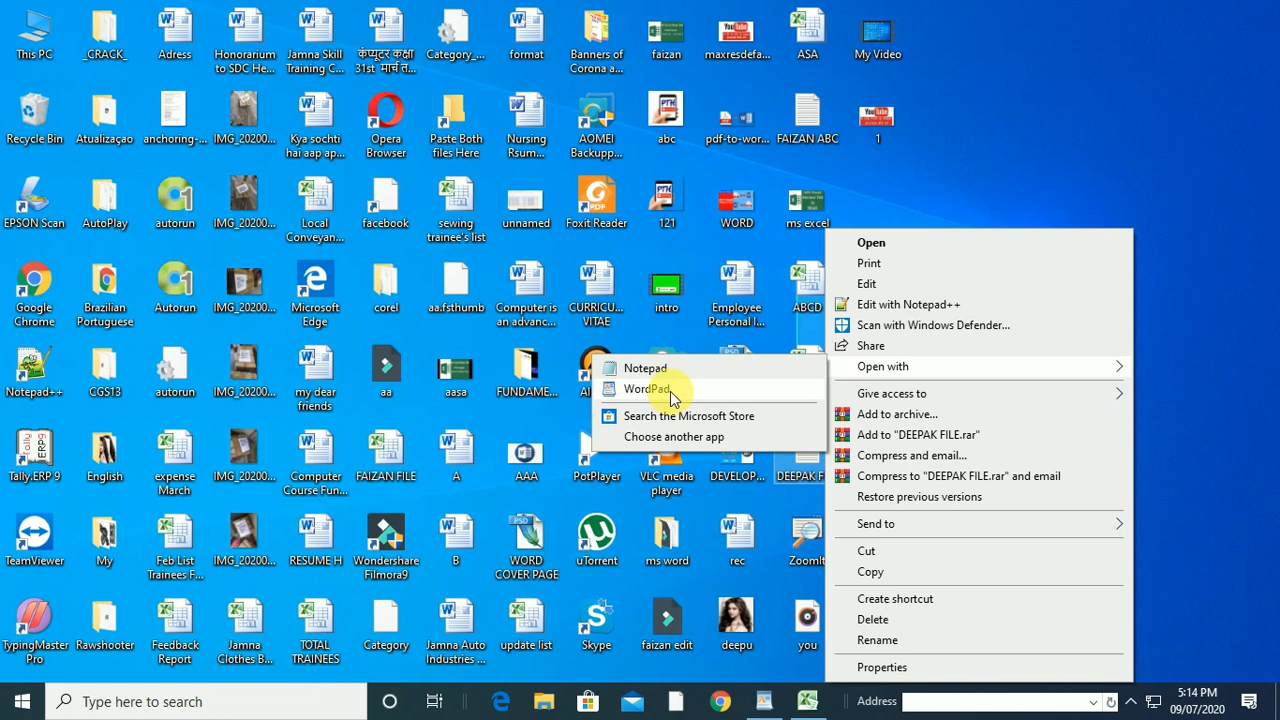 This PC
_CRACK_
Adress
Honorarium
to SDC He...
Jamna Skill
Training C...
कंप्यूटर कक्षा
31st मार्च त...
Category_...
format
Banners of
Corona a...
faizan
maxresdefa...
ASA
My Video
Recycle Bin
Atualizaçao
anchoring-...
IMG_20200...
Kya sochti
hai aap ap...
Opera
Browser
Paste Both
files Here
Nursing
Rsum...
AOMEI
Backupp...
abc
pdf-to-wor...
FAIZAN ABC
1
EPSON Scan
AutoPlay
autorun
IMG_20200...
Local
Conveyan...
facebook
sewing
trainee's list
unnamed
Foxit Reader
121
WORD
ms excel
Google
Chrome
Brazilian
Portuguese
Autorun
IMG_20200...
Microsoft
Edge
corel
aa.fsthumb
Computer is
an advanc...
CURRICU...
VITAE
intro
Employee
Personal I...
ABCD
Notepad++
CGS13
autorun
IMG_20200...
my dear
friends
aa
aasa
FUNDAME...
Tally.ERP 9
English
expense
March
IMG_20200...
Computer
Course Fun...
FAIZAN FILE
A
AAA
PotPlayer
VLC media
player
DEVELOP...
DEEPAK F
TeamViewer
My
Feb List
Trainees F...
IMG_20200...
RESUME H
Wondershare
Filmora9
B
WORD
COVER PAGE
uTorrent
ms word
rec
ZoomIt
TypingMaster
Pro
Rawshooter
Feedback
Report
Jamna
Clothes B...
TOTAL
TRAINEES
Category
Jamna Auto
Industries ...
update list
Skype
faizan edit
deepu
you
Open
Print
Edit
Edit with Notepad++
Scan with Windows Defender...
Share
Open with
Give access to
Add to archive...
Add to "DEEPAK FILE.rar"
Compress and email...
Compress to "DEEPAK FILE.rar" and email
Restore previous versions
Send to
Cut
Copy
Create shortcut
Delete
Rename
Properties
Notepad
WordPad
Search the Microsoft Store
Choose another app
Type here to search
Address
5:14 PM
09/07/2020